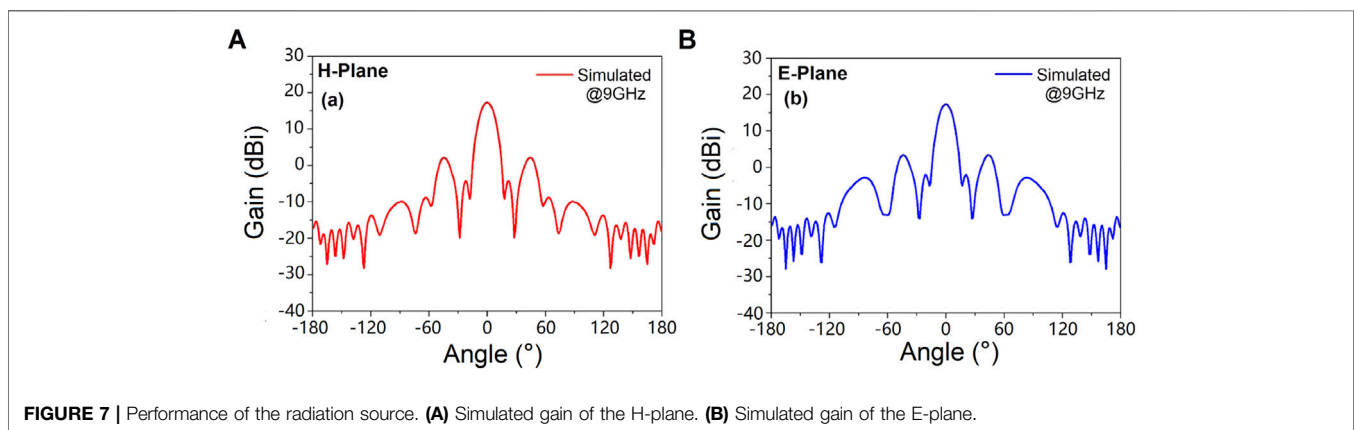 A
H-Plane
(a)
Simulated
@9GHz
Gain (dBi)
30
20
10
0
-10
-20
-30
-40
-180
-120
-60
0
60
120
180
Angle (°)
B
E-Plane
(b)
Simulated
@9GHz
Gain (dBi)
30
20
10
0
-10
-20
-30
-40
-180
-120
-60
0
60
120
180
Angle (°)
FIGURE 7 | Performance of the radiation source. (A) Simulated gain of the H-plane. (B) Simulated gain of the E-plane.